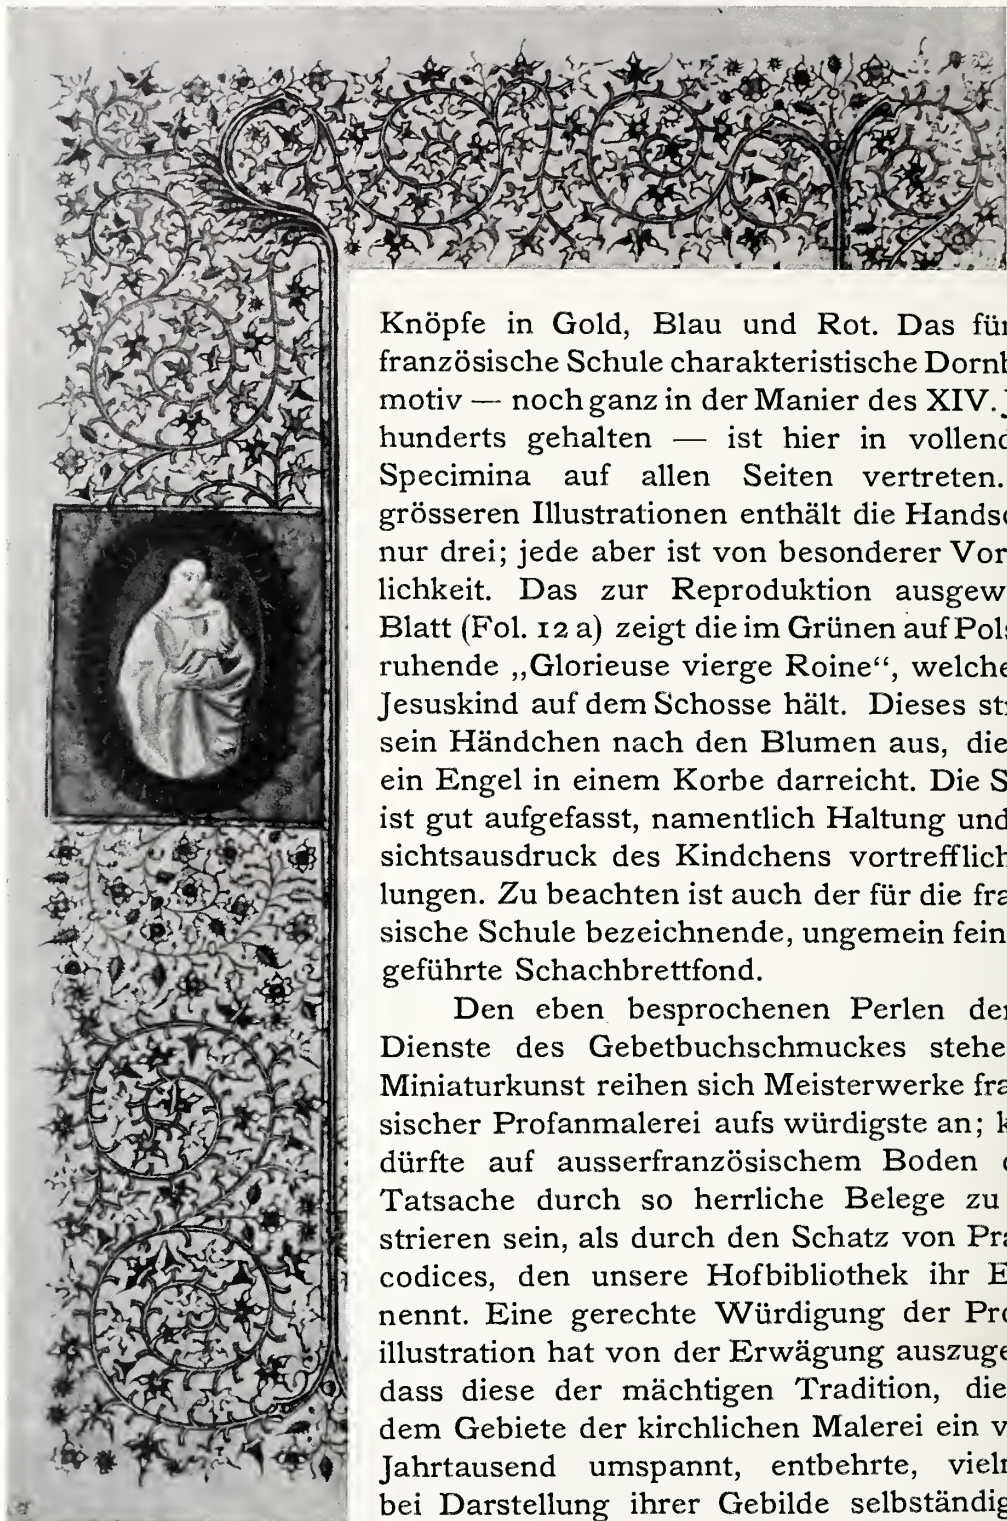 Knöpfe in Gold, Blau und Rot. Das für
französische Schule charakteristische Dornb
motiv — noch ganz in der Manier des XIV. J
hunderts gehalten — ist hier in vollend
Specimina auf allen Seiten vertreten.
grösseren Illustrationen enthält die Handsc
nur drei; jede aber ist von besonderer Vor
lichkeit. Das zur Reproduktion ausgew
Blatt (Fol. 12 a) zeigt die im Grünen auf Pols
ruhende „Glorieuse vierge Roine“, welche
Jesuskind auf dem Schosse hält. Dieses st
sein Händchen nach den Blumen aus, die
ein Engel in einem Korbe darreicht. Die S
ist gut aufgefasst, namentlich Haltung und
sichtsausdruck des Kindchens vortrefflich
lungen. Zu beachten ist auch der für die fra
sische Schule bezeichnende, ungemein fein
geführte Schachbrettfond.
Den eben besprochenen Perlen der
Dienste des Gebetbuchschmuckes stehe
Miniaturkunst reihen sich Meisterwerke fra
sischer Profanmalerei aufs würdigste an; k
dürfte auf ausserfranzösischem Boden d
Tatsache durch so herrliche Belege zu
strieren sein, als durch den Schatz von Pra
codices, den unsere Hofbibliothek ihr E
nennt. Eine gerechte Würdigung der Pro
illustration hat von der Erwägung auszuge
dass diese der mächtigen Tradition, die
dem Gebiete der kirchlichen Malerei ein v
Jahrtausend umspannt, entbehrte, vieln
bei Darstellung ihrer Gebilde selbständig